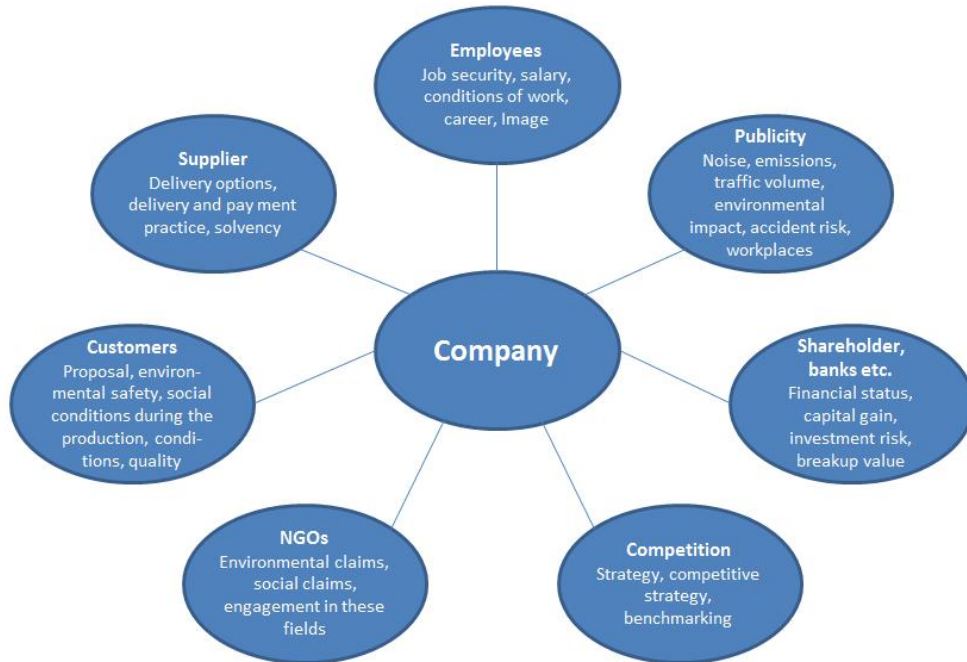 Employees
Job security, salary,
conditions of work,
career, Image
Publicity
Noise, emissions,
traffic volume,
environmental
impact, accident risk,
workplaces
Supplier
Delivery options,
delivery and pay ment
practice, solvency
Company
Customers
Proposal, environ-
mental safety, social
conditions during the
production, condi-
tions, quality
Shareholder,
banks etc.
Financial status,
capital gain,
investment risk,
breakup value
NGOs
Environmental claims,
social claims,
engagement in these
fields
Competition
Strategy, competitive
strategy,
benchmarking